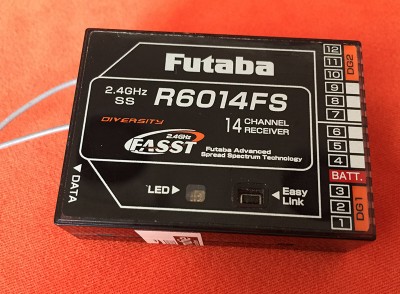 Futaba
2.4GHz
SS
R6014FS
DIVERSITY
14 CHANNEL
RECEIVER
2.4GHz
FASST
Futaba Advanced
Spread Spectrum Technology
LED
Easy
Link
DATA
12
11
10
9
8
7
6
5
4
BATT.
3
2
1
DG2
DG1